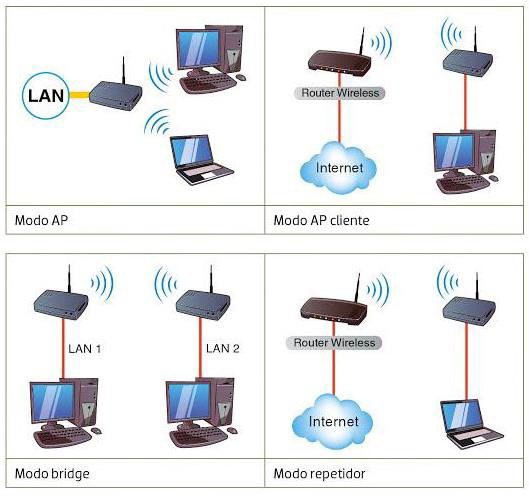 LAN
Router Wireless
Internet
Modo AP
Modo AP cliente
LAN 1
LAN 2
Router Wireless
Internet
Modo bridge
Modo repetidor